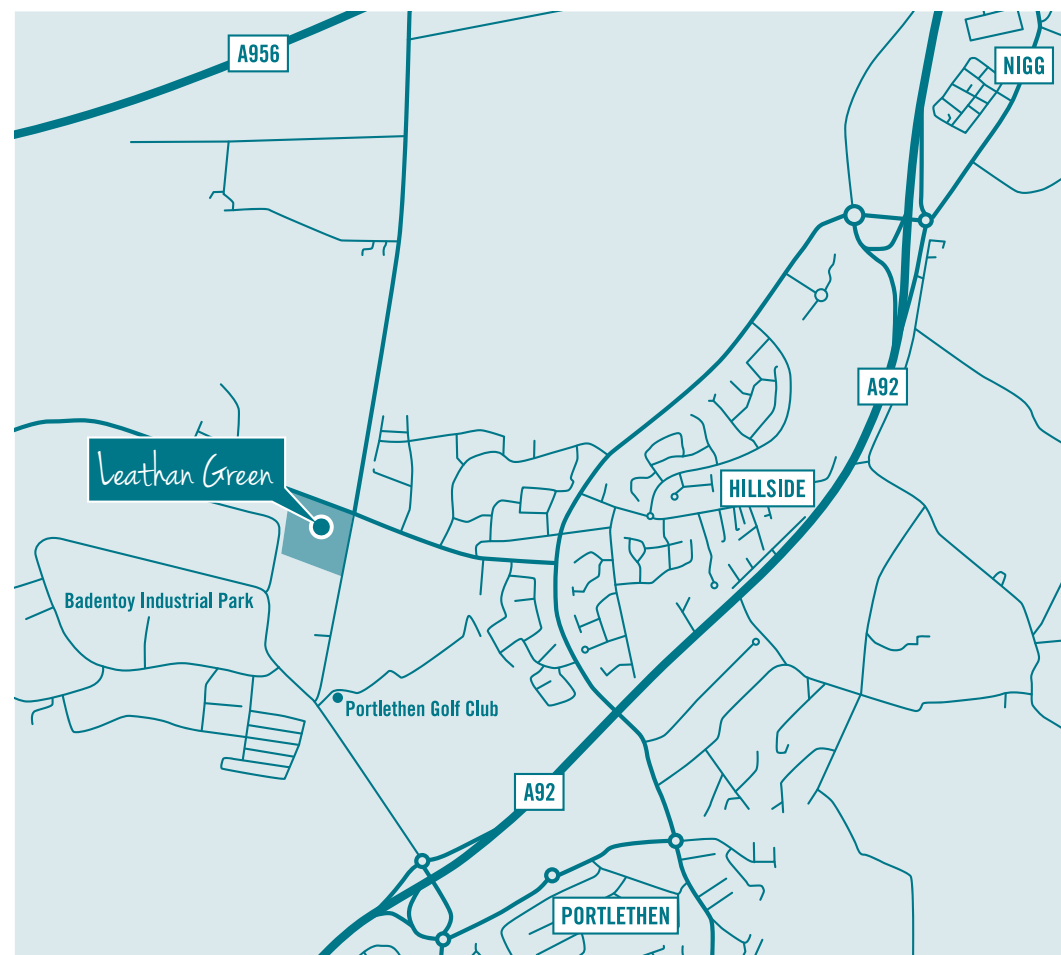 A956
NIGG
A92
Leathan Green
HILLSIDE
Badentoy Industrial Park
Portlethen Golf Club
A92
PORTLETHEN